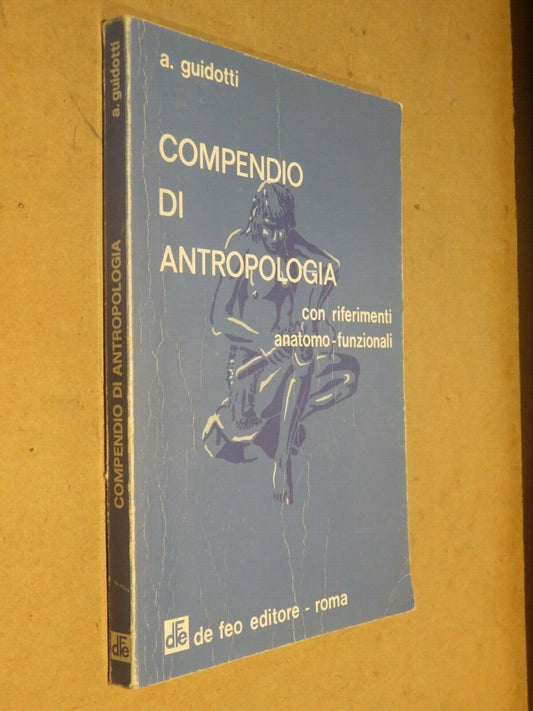 a. guidotti
COMPENDIO
DI
ANTROPOLOGIA
con riferimenti
anatomo-funzionali
dFe de feo editore - roma
a. guidotti
COMPENDIO DI ANTROPOLOGIA
dFe